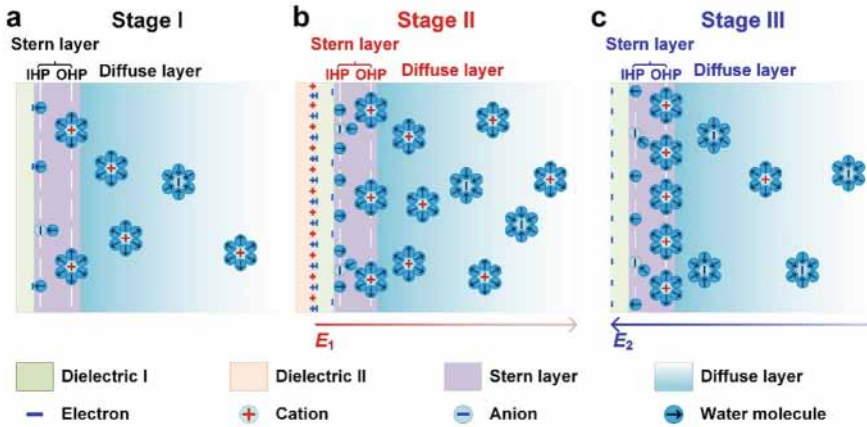 a Stage I
Stern layer
IHP OHP Diffuse layer
b Stage II
Stern layer
IHP OHP Diffuse layer
E1
c Stage III
Stern layer
IHP OHP Diffuse layer
E2
Dielectric I
Dielectric II
Stern layer
Diffuse layer
Electron
Cation
Anion
Water molecule